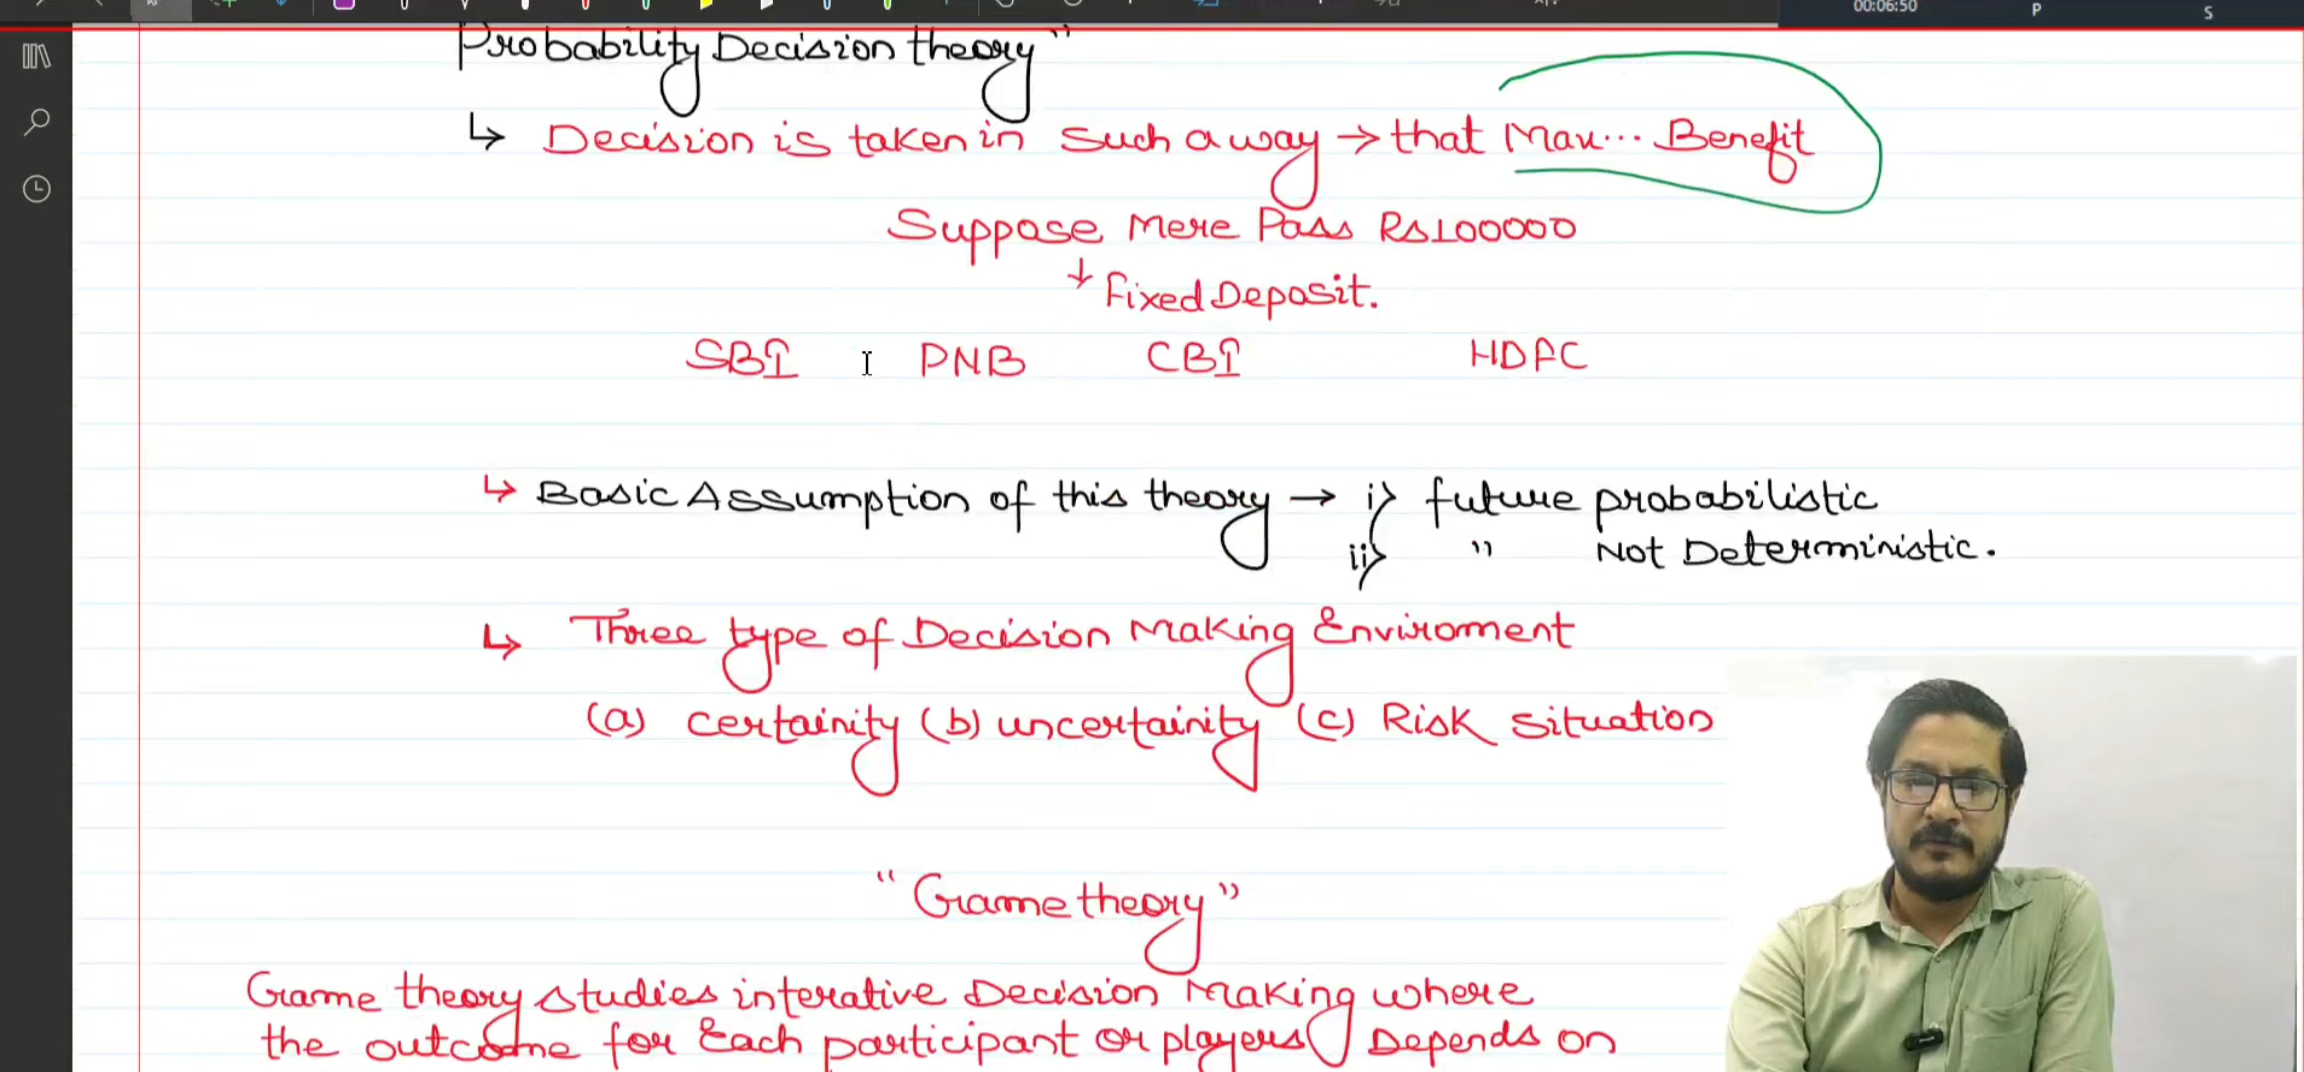 00:06:50
P
S
Probability Decision theory"
↳ Decision is taken in such a way → that Max... Benefit
Suppose Mere Pass RS100000
↓ Fixed Deposit.
SBI PNB CBI HDFC
↳ Basic Assumption of this theory → i) future probabilistic
ii) " Not Deterministic.
↳ Three type of Decision Making Enviroment
(a) certainity (b) uncertainity (c) Risk situation
"Game theory"
Game theory studies interative Decision Making where
the outcome for Each participant or players Depends on